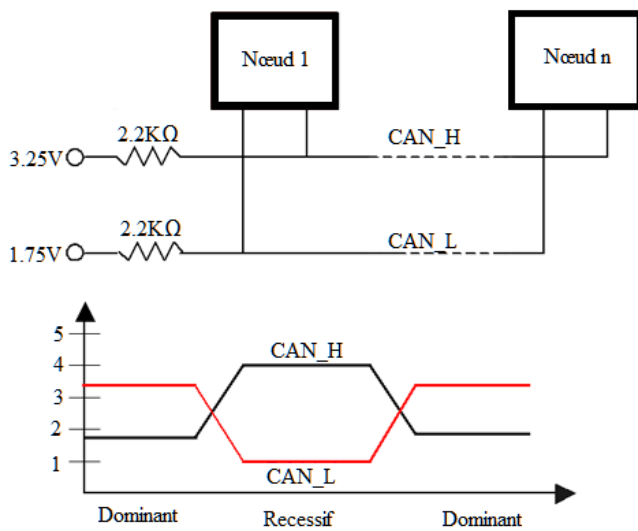 Nœud 1
Nœud n
2.2KΩ
CAN_H
3.25V
2.2KΩ
CAN_L
1.75V
5
4
3
2
1
CAN_H
CAN_L
Dominant
Recessif
Dominant